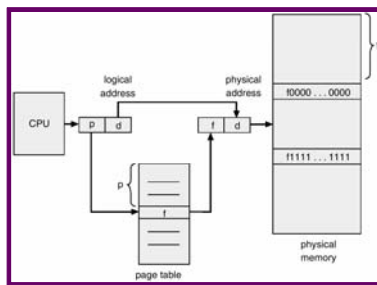 logical
address
physical
address
CPU
p d
f d
f0000 ... 0000
f1111 ... 1111
p
f
page table
physical
memory